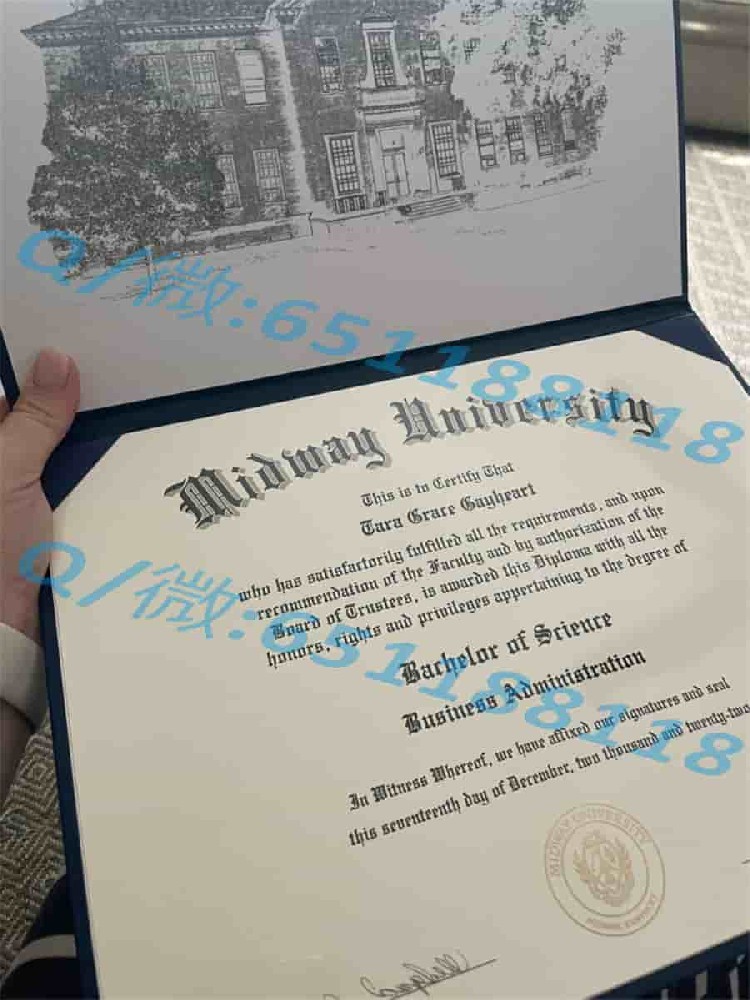 Q/微:651188118
Midway University
This is to Certify That
Tara Grace Gayheart
who has satisfactorily fulfilled all the requirements, and upon
recommendation of the Faculty and by authorization of the
Board of Trustees, is awarded this Diploma with all the
honors, rights and privileges appertaining to the degree of
Q/微:651188118
Bachelor of Science
Business Administration
In Witness Whereof, we have affixed our signatures and seal
this seventeenth day of December, two thousand and twenty-two
MIDWAY UNIVERSITY
MIDWAY, KENTUCKY